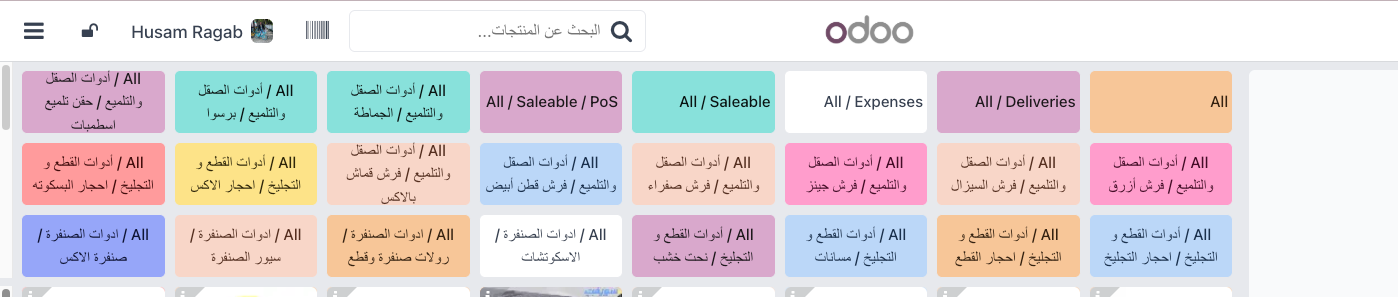 odoo
البحث عن المنتجات...
Husam Ragab
All
All / Deliveries
All / Expenses
All / Saleable
All / Saleable / PoS
All / أدوات الصقل
والتلميع / الجماطة
All / أدوات الصقل
والتلميع / برسوا
All / أدوات الصقل
والتلميع / حقن تلميع
اسطمبات
All / أدوات الصقل
والتلميع / فرش أزرق
All / أدوات الصقل
والتلميع / فرش السيزال
All / أدوات الصقل
والتلميع / فرش جينز
All / أدوات الصقل
والتلميع / فرش صفراء
All / أدوات الصقل
والتلميع / فرش قطن أبيض
All / أدوات الصقل
والتلميع / فرش قماش
بالاكس
All / أدوات القطع و
التجليخ / احجار الاكس
All / أدوات القطع و
التجليخ / احجار البسكوته
All / أدوات القطع و
التجليخ / احجار التجليخ
All / أدوات القطع و
التجليخ / احجار القطع
All / أدوات القطع و
التجليخ / مسانات
All / أدوات القطع و
التجليخ / نحت خشب
All / ادوات الصنفرة /
الاسكوتشات
All / ادوات الصنفرة /
رولات صنفرة وقطع
All / ادوات الصنفرة /
سيور الصنفرة
All / ادوات الصنفرة /
صنفرة الاكس